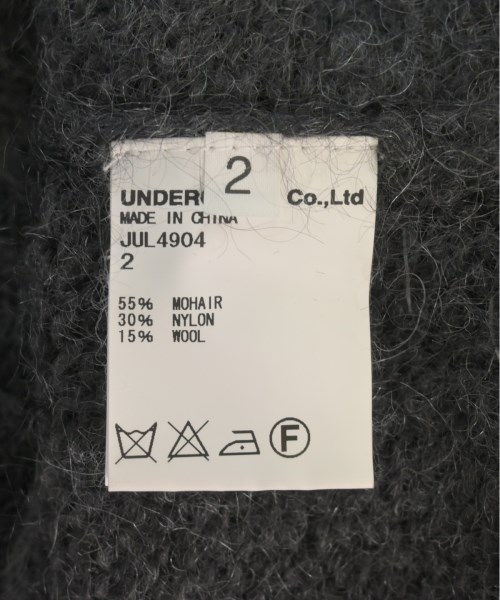 2
UNDER Co.,Ltd
MADE IN CHINA
JUL4904
2
55% MOHAIR
30% NYLON
15% WOOL
F